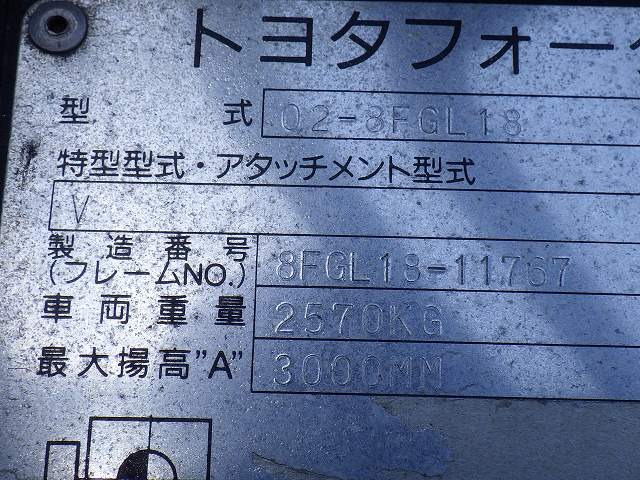 トヨタフォーク
型式 02-8FGL18
特型型式・アタッチメント型式
V
製造番号 8FGL18-11767
(フレームNO.)
車両重量 2570KG
最大揚高"A" 3000MM